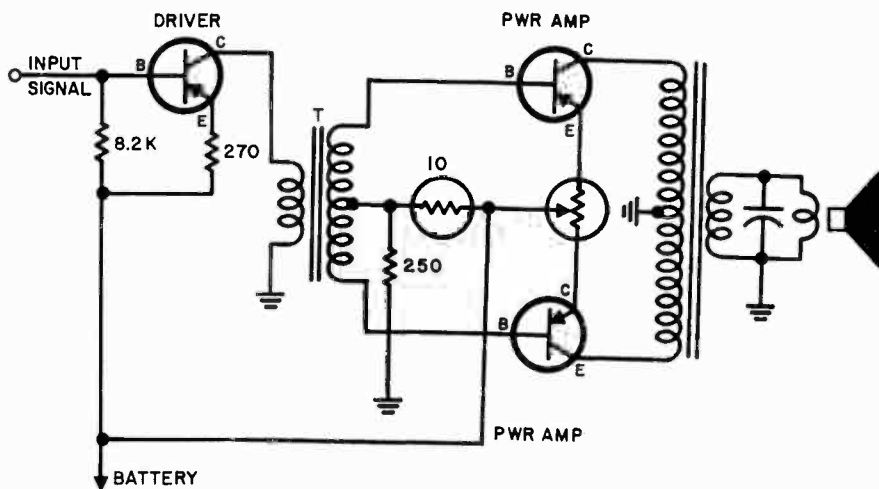 DRIVER
PWR AMP
INPUT
SIGNAL
B
C
E
8.2K
270
T
B
C
E
10
250
B
C
E
PWR AMP
BATTERY